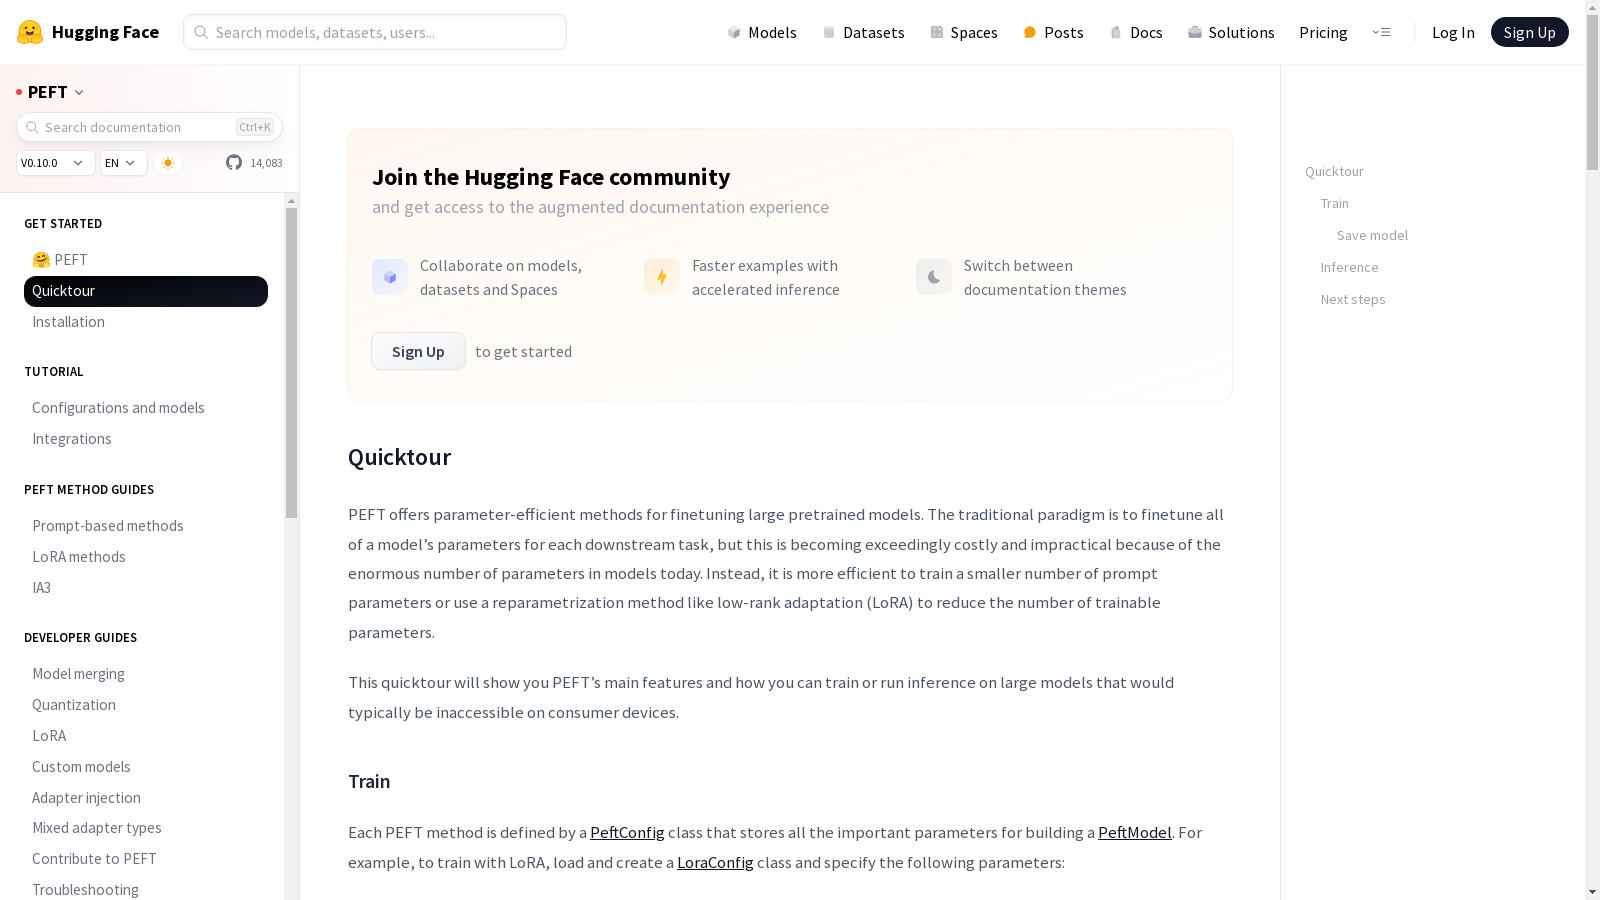 Hugging Face
Search models, datasets, users...
Models
Datasets
Spaces
Posts
Docs
Solutions
Pricing
Log In
Sign Up
PEFT
Search documentation
Ctrl+K
V0.10.0
EN
14,083
GET STARTED
🤗 PEFT
Quicktour
Installation
TUTORIAL
Configurations and models
Integrations
PEFT METHOD GUIDES
Prompt-based methods
LoRA methods
IA3
DEVELOPER GUIDES
Model merging
Quantization
LoRA
Custom models
Adapter injection
Mixed adapter types
Contribute to PEFT
Troubleshooting
Join the Hugging Face community
and get access to the augmented documentation experience
Collaborate on models,
datasets and Spaces
Faster examples with
accelerated inference
Switch between
documentation themes
Sign Up to get started
Quicktour
PEFT offers parameter-efficient methods for finetuning large pretrained models. The traditional paradigm is to finetune all
of a model’s parameters for each downstream task, but this is becoming exceedingly costly and impractical because of the
enormous number of parameters in models today. Instead, it is more efficient to train a smaller number of prompt
parameters or use a reparametrization method like low-rank adaptation (LoRA) to reduce the number of trainable
parameters.
This quicktour will show you PEFT’s main features and how you can train or run inference on large models that would
typically be inaccessible on consumer devices.
Train
Each PEFT method is defined by a PeftConfig class that stores all the important parameters for building a PeftModel. For
example, to train with LoRA, load and create a LoraConfig class and specify the following parameters:
Quicktour
Train
Save model
Inference
Next steps